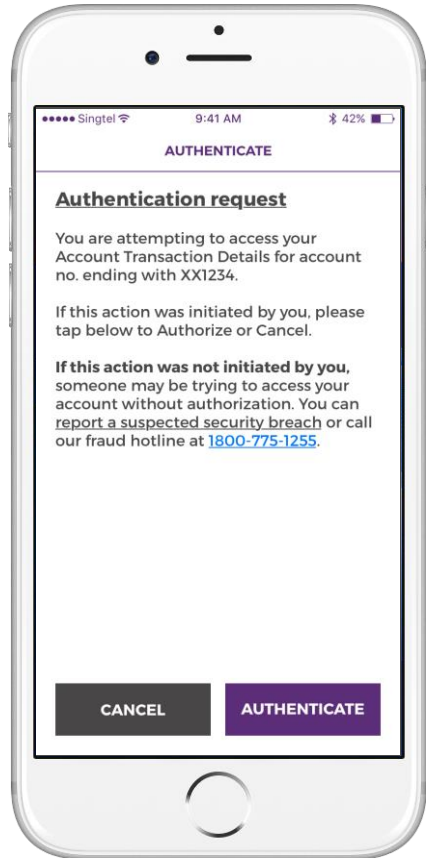 Singtel 9:41 AM 42%
AUTHENTICATE
Authentication request
You are attempting to access your
Account Transaction Details for account
no. ending with XX1234.
If this action was initiated by you, please
tap below to Authorize or Cancel.
If this action was not initiated by you,
someone may be trying to access your
account without authorization. You can
report a suspected security breach or call
our fraud hotline at 1800-775-1255.
CANCEL AUTHENTICATE